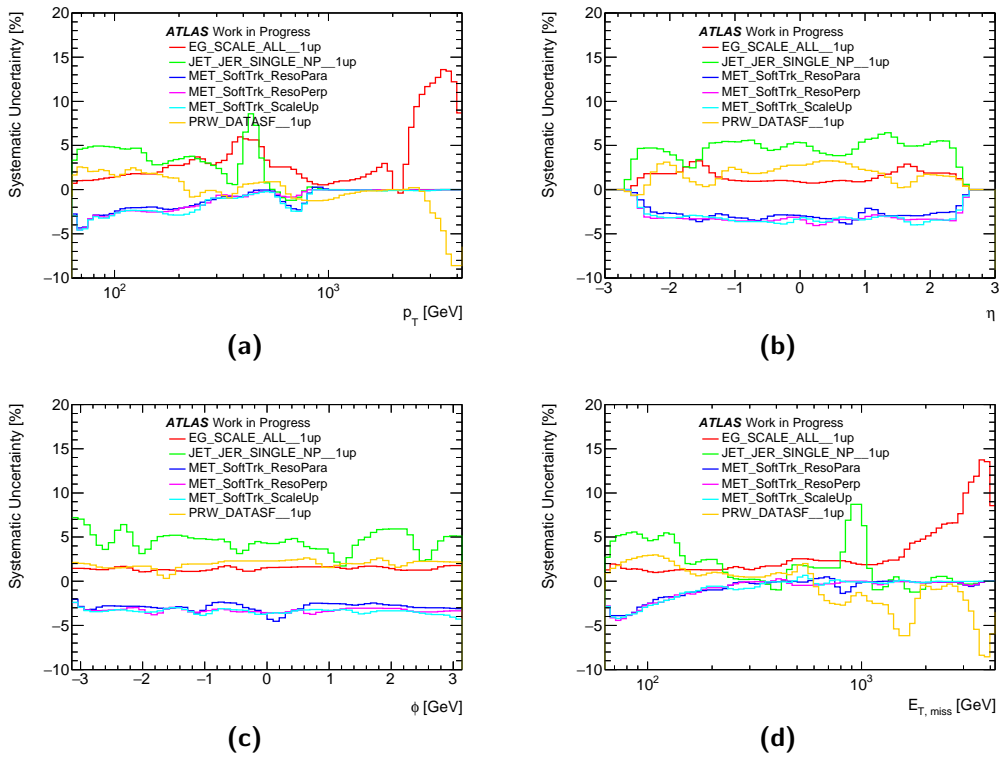 Systematic Uncertainty [%]
20
15
10
5
0
−5
−10
ATLAS Work in Progress
EG_SCALE_ALL__1up
JET_JER_SINGLE_NP__1up
MET_SoftTrk_ResoPara
MET_SoftTrk_ResoPerp
MET_SoftTrk_ScaleUp
PRW_DATASF__1up
10² 10³
p_T [GeV]
(a)
Systematic Uncertainty [%]
20
15
10
5
0
−5
−10
ATLAS Work in Progress
EG_SCALE_ALL__1up
JET_JER_SINGLE_NP__1up
MET_SoftTrk_ResoPara
MET_SoftTrk_ResoPerp
MET_SoftTrk_ScaleUp
PRW_DATASF__1up
−3 −2 −1 0 1 2 3
η
(b)
Systematic Uncertainty [%]
20
15
10
5
0
−5
−10
ATLAS Work in Progress
EG_SCALE_ALL__1up
JET_JER_SINGLE_NP__1up
MET_SoftTrk_ResoPara
MET_SoftTrk_ResoPerp
MET_SoftTrk_ScaleUp
PRW_DATASF__1up
−3 −2 −1 0 1 2 3
ϕ [GeV]
(c)
Systematic Uncertainty [%]
20
15
10
5
0
−5
−10
ATLAS Work in Progress
EG_SCALE_ALL__1up
JET_JER_SINGLE_NP__1up
MET_SoftTrk_ResoPara
MET_SoftTrk_ResoPerp
MET_SoftTrk_ScaleUp
PRW_DATASF__1up
10² 10³
E_T, miss [GeV]
(d)